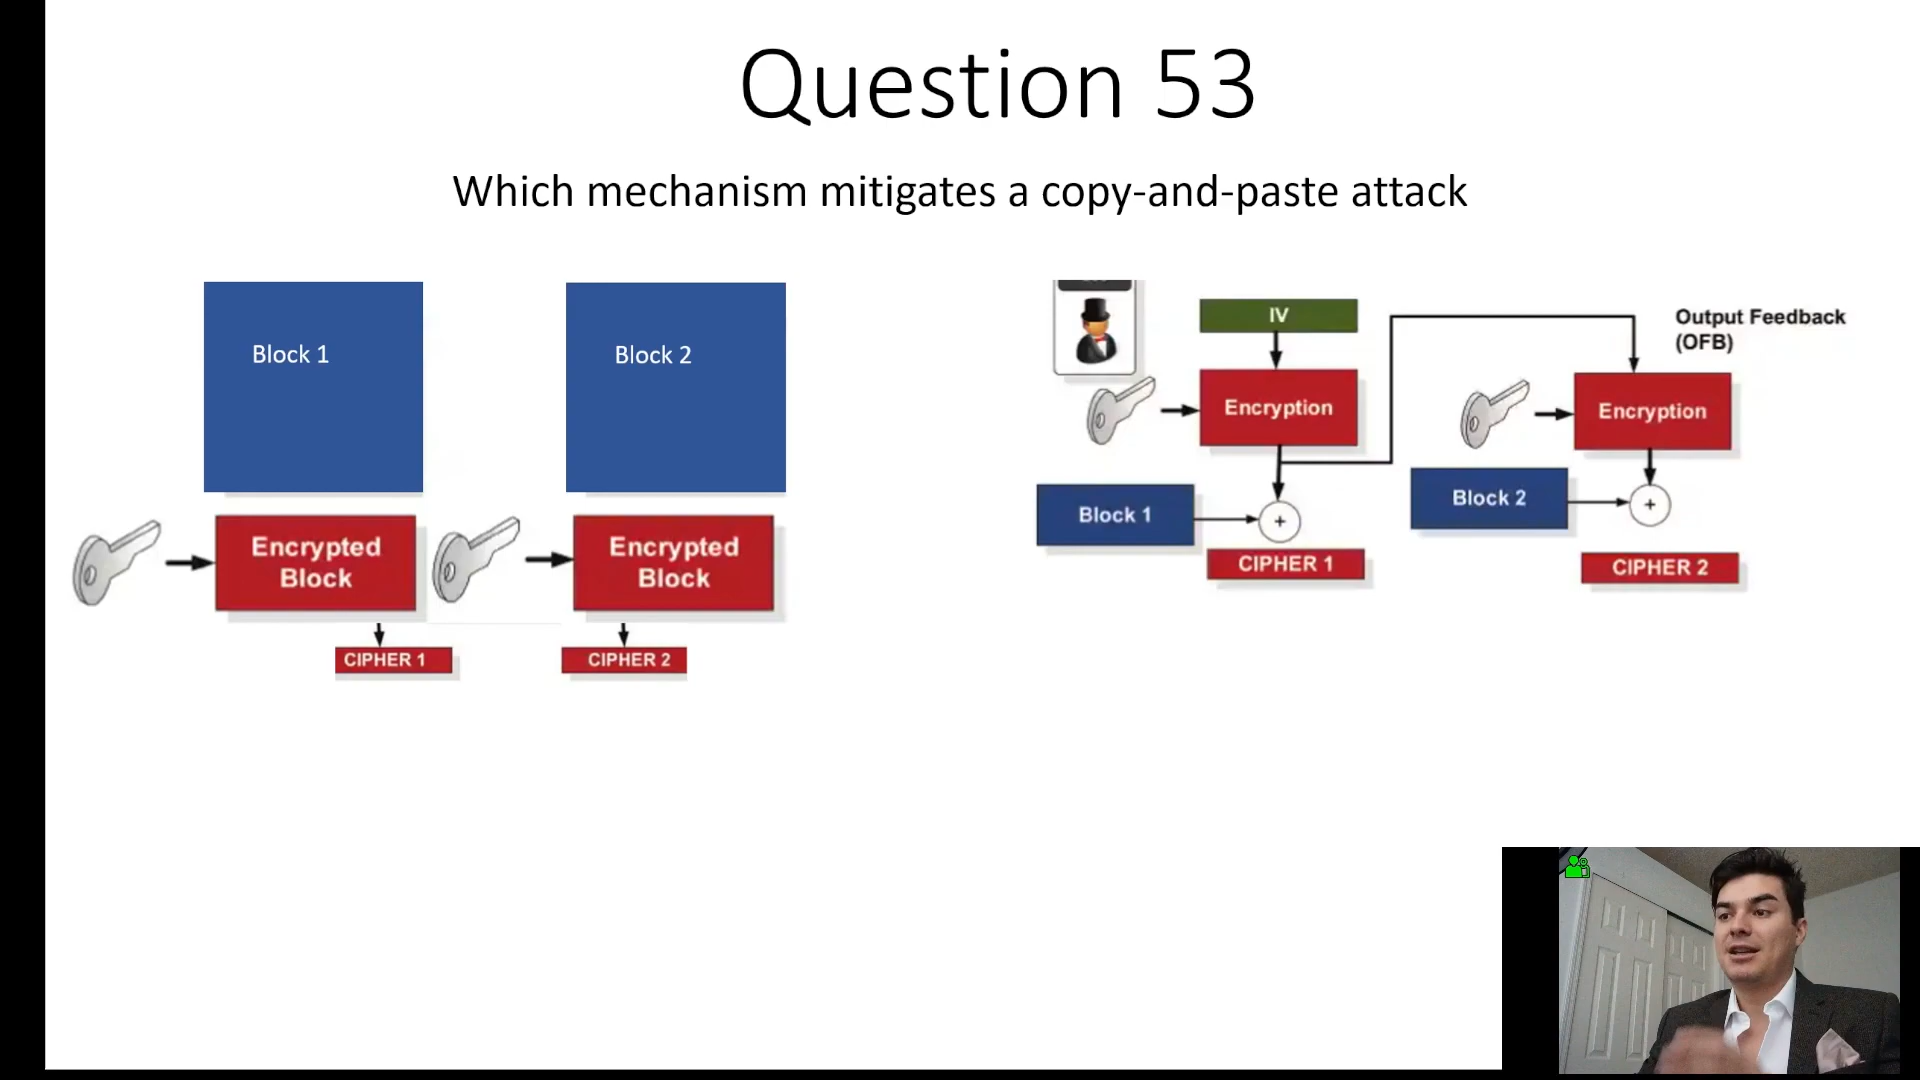 Question 53
Which mechanism mitigates a copy-and-paste attack
Block 1
Block 2
Encrypted
Block
Encrypted
Block
CIPHER 1
CIPHER 2
IV
Output Feedback
(OFB)
Encryption
Encryption
Block 1
Block 2
CIPHER 1
CIPHER 2